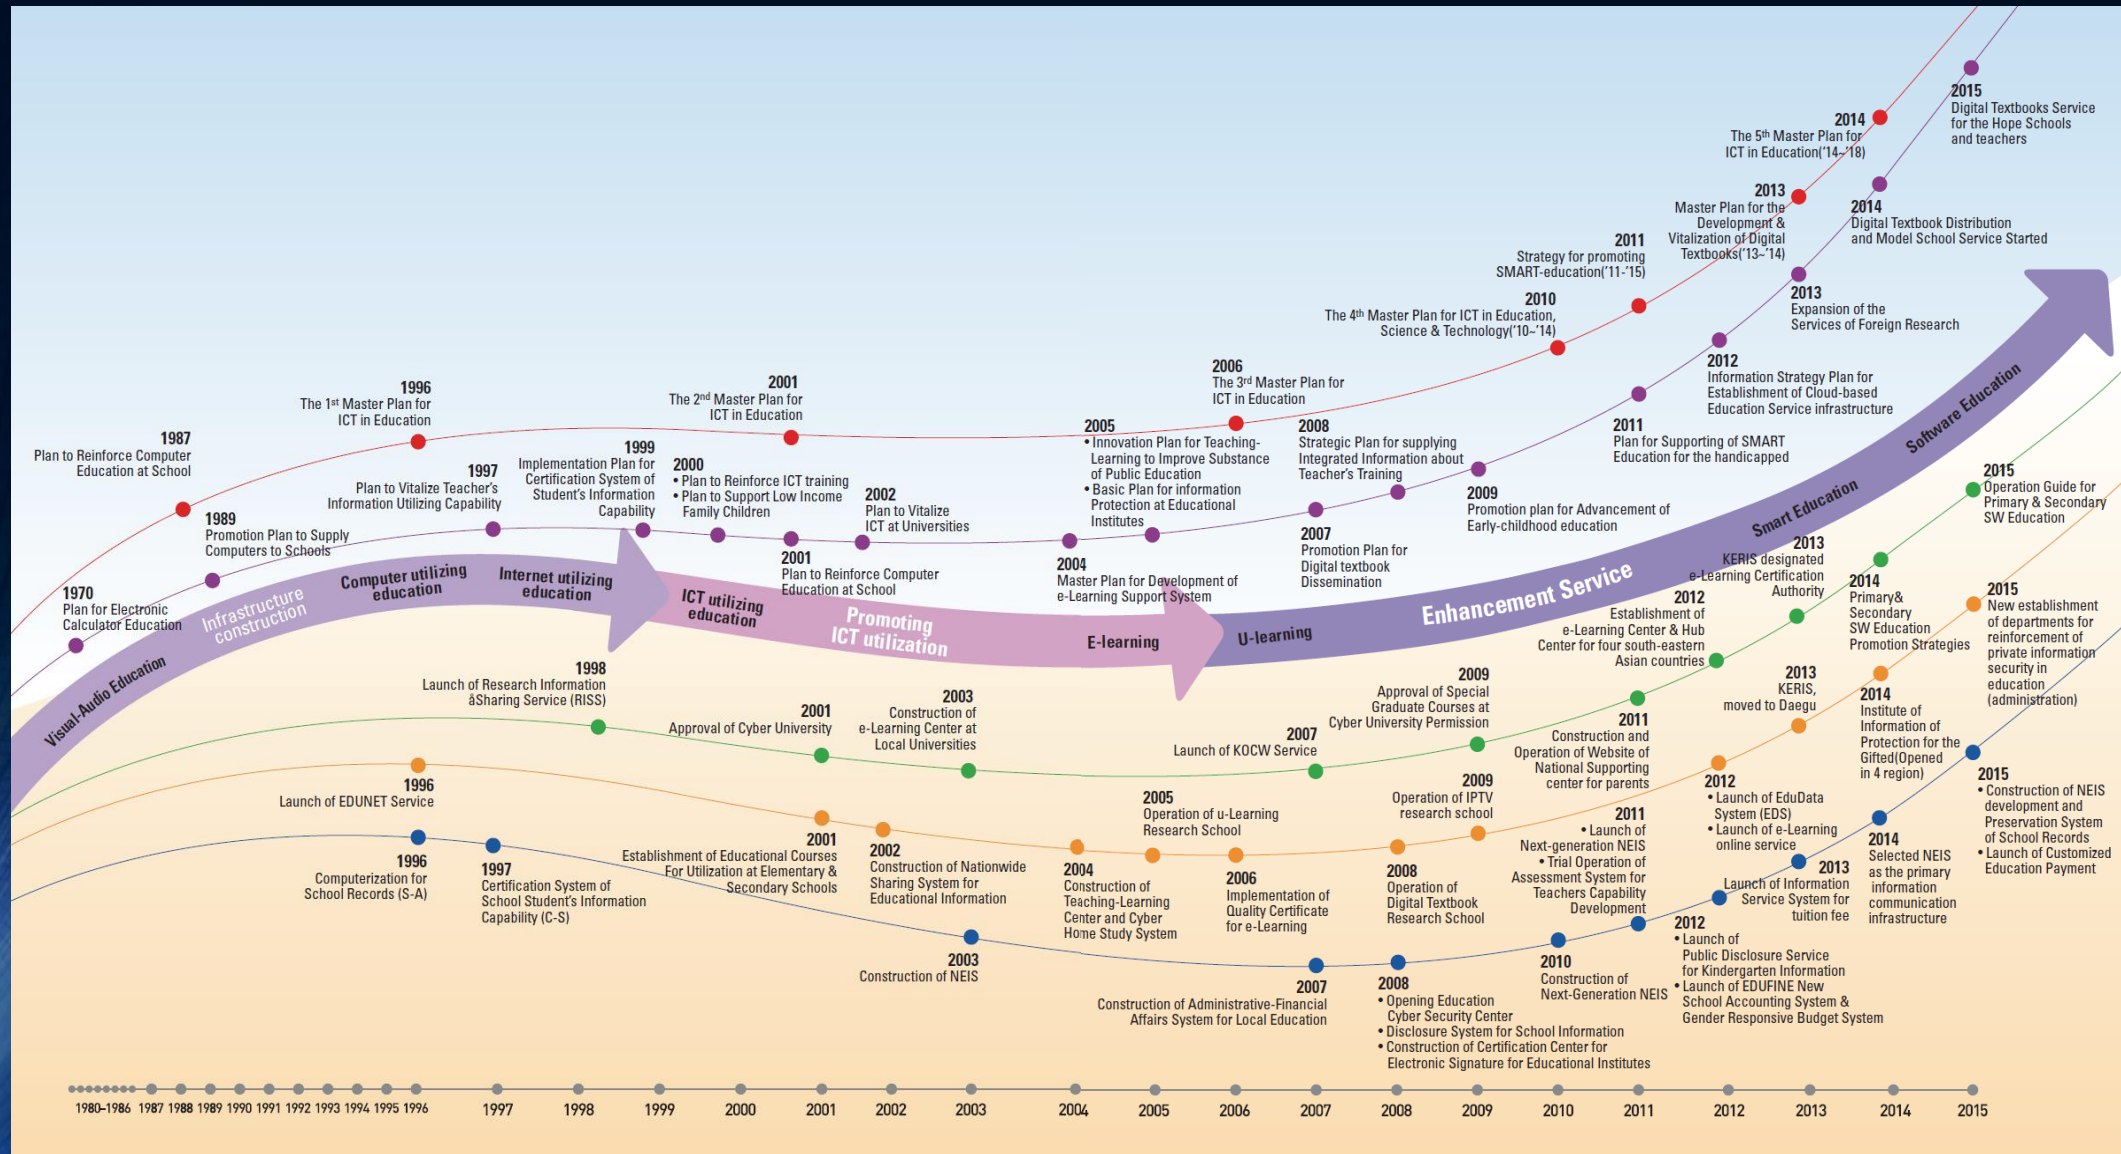 1970
Plan for Electronic
Calculator Education
1987
Plan to Reinforce Computer
Education at School
1989
Promotion Plan to Supply
Computers to Schools
1996
The 1st Master Plan for
ICT in Education
1997
Plan to Vitalize Teacher's
Information Utilizing Capability
1999
Implementation Plan for
Certification System of
Student's Information
Capability
2000
• Plan to Reinforce ICT training
• Plan to Support Low Income
Family Children
2001
The 2nd Master Plan for
ICT in Education
2001
Plan to Reinforce Computer
Education at School
2002
Plan to Vitalize
ICT at Universities
2004
Master Plan for Development of
e-Learning Support System
2005
• Innovation Plan for Teaching-
Learning to Improve Substance
of Public Education
• Basic Plan for information
Protection at Educational
Institutes
2006
The 3rd Master Plan for
ICT in Education
2007
Promotion Plan for
Digital textbook
Dissemination
2008
Strategic Plan for supplying
Integrated Information about
Teacher's Training
2009
Promotion plan for Advancement of
Early-childhood education
2010
The 4th Master Plan for ICT in Education,
Science & Technology('10~'14)
2011
Strategy for promoting
SMART-education('11-'15)
2011
Plan for Supporting of SMART
Education for the handicapped
2012
Information Strategy Plan for
Establishment of Cloud-based
Education Service infrastructure
2013
Master Plan for the
Development &
Vitalization of Digital
Textbooks('13~'14)
2013
Expansion of the
Services of Foreign Research
2014
The 5th Master Plan for
ICT in Education('14~'18)
2014
Digital Textbook Distribution
and Model School Service Started
2015
Digital Textbooks Service
for the Hope Schools
and teachers
Visual-Audio Education
Infrastructure
construction
Computer utilizing
education
Internet utilizing
education
ICT utilizing
education
Promoting
ICT utilization
E-learning
U-learning
Enhancement Service
Smart Education
Software Education
1998
Launch of Research Information
åSharing Service (RISS)
2001
Approval of Cyber University
2003
Construction of
e-Learning Center at
Local Universities
2007
Launch of KOCW Service
2009
Approval of Special
Graduate Courses at
Cyber University Permission
2011
Construction and
Operation of Website of
National Supporting
center for parents
2012
Establishment of
e-Learning Center & Hub
Center for four south-eastern
Asian countries
2013
KERIS designated
e-Learning Certification
Authority
2014
Primary&
Secondary
SW Education
Promotion Strategies
2015
Operation Guide for
Primary & Secondary
SW Education
1996
Launch of EDUNET Service
2001
Establishment of Educational Courses
For Utilization at Elementary &
Secondary Schools
2002
Construction of Nationwide
Sharing System for
Educational Information
2004
Construction of
Teaching-Learning
Center and Cyber
Home Study System
2005
Operation of u-Learning
Research School
2006
Implementation of
Quality Certificate
for e-Learning
2008
Operation of
Digital Textbook
Research School
2009
Operation of IPTV
research school
2011
• Launch of
Next-generation NEIS
• Trial Operation of
Assessment System for
Teachers Capability
Development
2012
• Launch of EduData
System (EDS)
• Launch of e-Learning
online service
2013
KERIS,
moved to Daegu
2014
Institute of
Information of
Protection for the
Gifted(Opened
in 4 region)
2015
New establishment
of departments for
reinforcement of
private information
security in
education
(administration)
1996
Computerization for
School Records (S-A)
1997
Certification System of
School Student's Information
Capability (C-S)
2003
Construction of NEIS
2007
Construction of Administrative-Financial
Affairs System for Local Education
2008
• Opening Education
Cyber Security Center
• Disclosure System for School Information
• Construction of Certification Center for
Electronic Signature for Educational Institutes
2010
Construction of
Next-Generation NEIS
2012
• Launch of
Public Disclosure Service
for Kindergarten Information
• Launch of EDUFINE New
School Accounting System &
Gender Responsive Budget System
2013
Launch of Information
Service System for
tuition fee
2014
Selected NEIS
as the primary
information
communication
infrastructure
2015
• Construction of NEIS
development and
Preservation System
of School Records
• Launch of Customized
Education Payment
1980~1986 1987 1988 1989 1990 1991 1992 1993 1994 1995 1996 1997 1998 1999 2000 2001 2002 2003 2004 2005 2006 2007 2008 2009 2010 2011 2012 2013 2014 2015